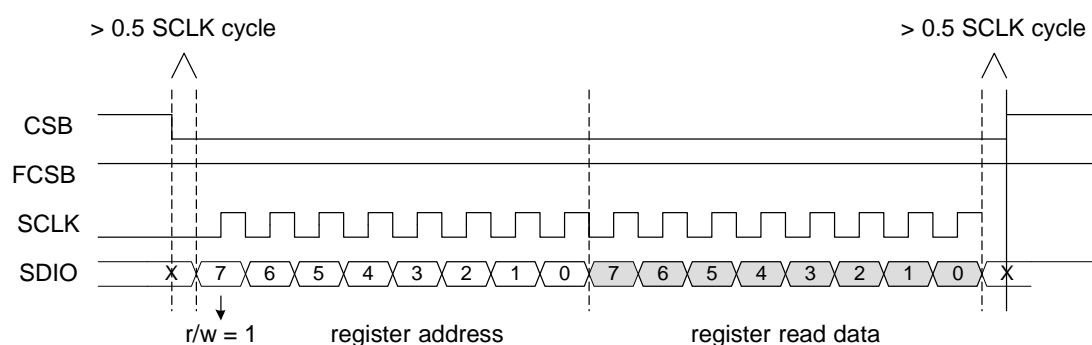 > 0.5 SCLK cycle > 0.5 SCLK cycle
CSB
FCSB
SCLK
SDIO X 7 6 5 4 3 2 1 0 7 6 5 4 3 2 1 0 X
r/w = 1 register address register read data